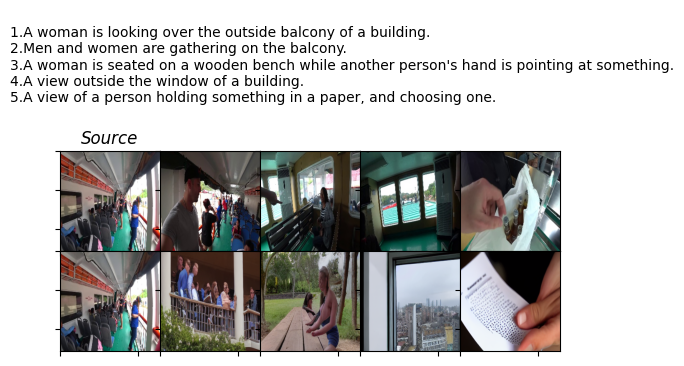 1.A woman is looking over the outside balcony of a building.
2.Men and women are gathering on the balcony.
3.A woman is seated on a wooden bench while another person's hand is pointing at something.
4.A view outside the window of a building.
5.A view of a person holding something in a paper, and choosing one.
Source